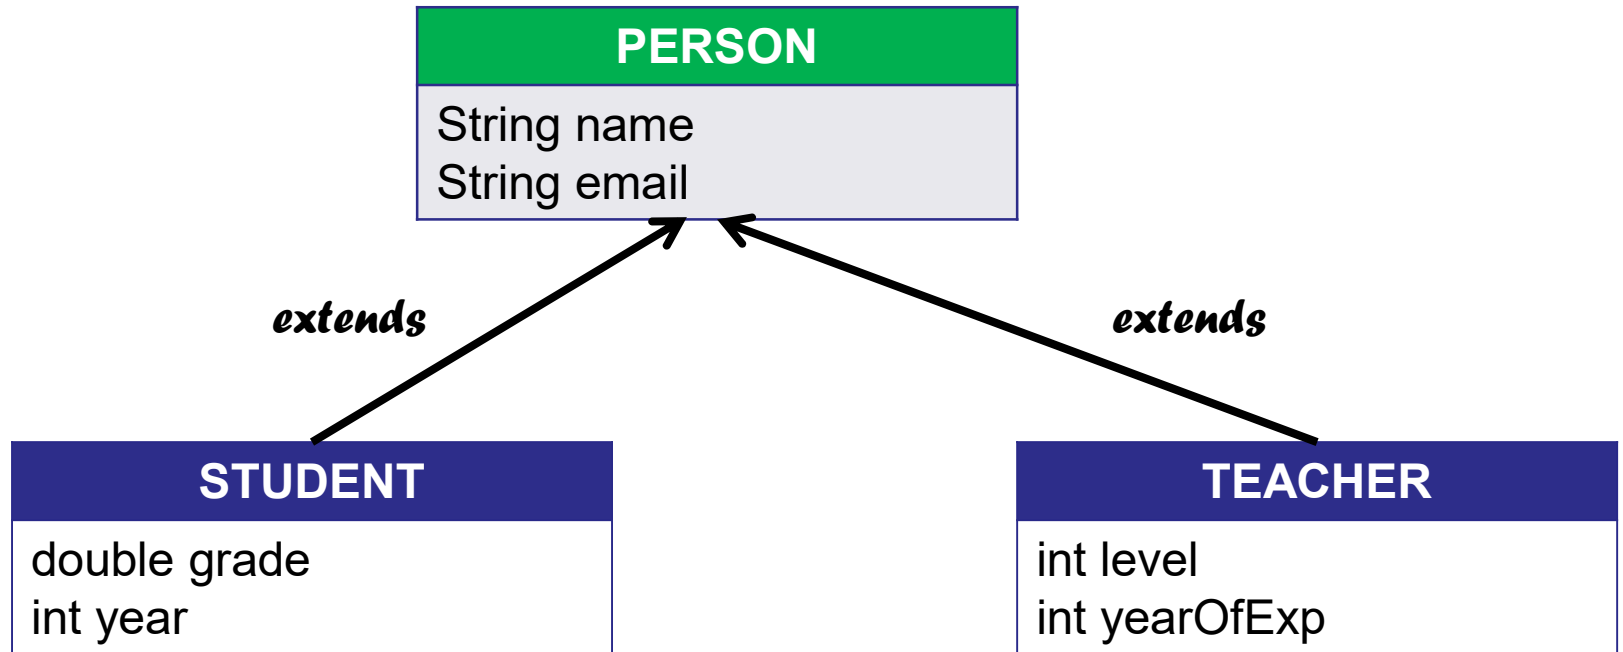 PERSON
String name
String email
extends
extends
STUDENT
double grade
int year
TEACHER
int level
int yearOfExp